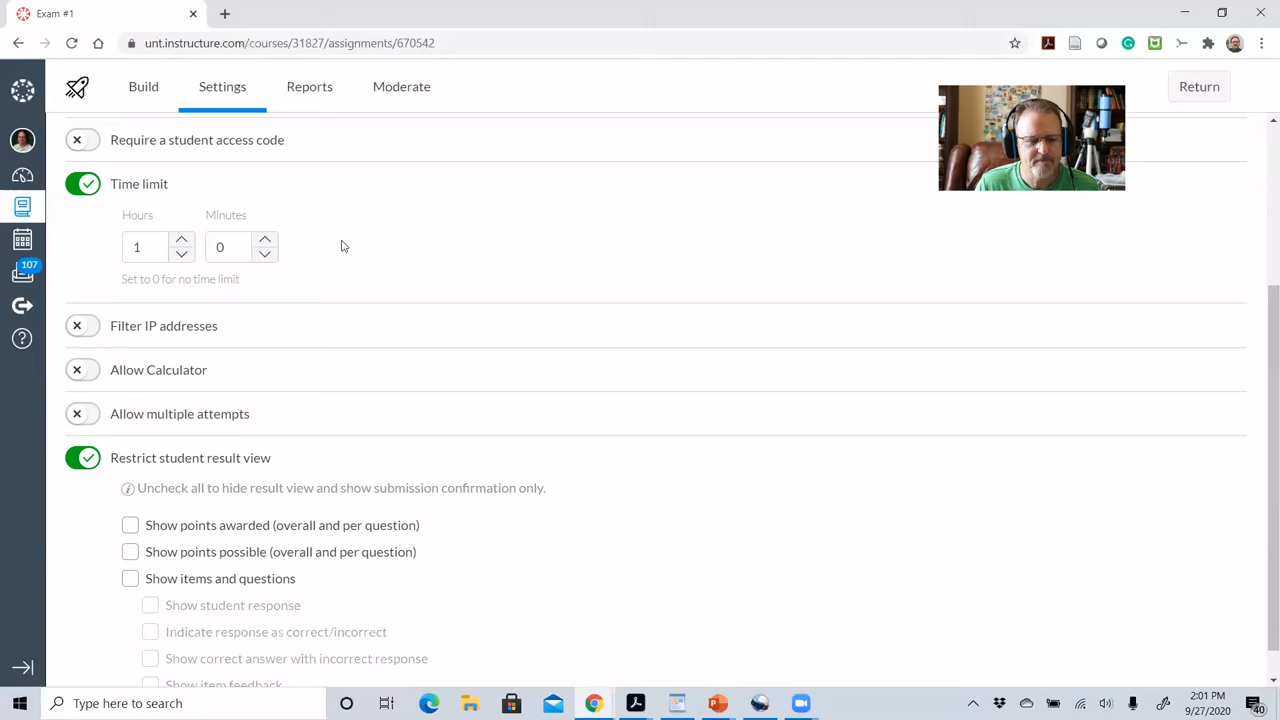 Exam #1
unt.instructure.com/courses/31827/assignments/670542
Build Settings Reports Moderate Return
Require a student access code
Time limit
Hours Minutes
1 0
Set to 0 for no time limit
107
Filter IP addresses
Allow Calculator
Allow multiple attempts
Restrict student result view
Uncheck all to hide result view and show submission confirmation only.
Show points awarded (overall and per question)
Show points possible (overall and per question)
Show items and questions
Show student response
Indicate response as correct/incorrect
Show correct answer with incorrect response
Show item feedback
Type here to search
2:01 PM
9/27/2020
40